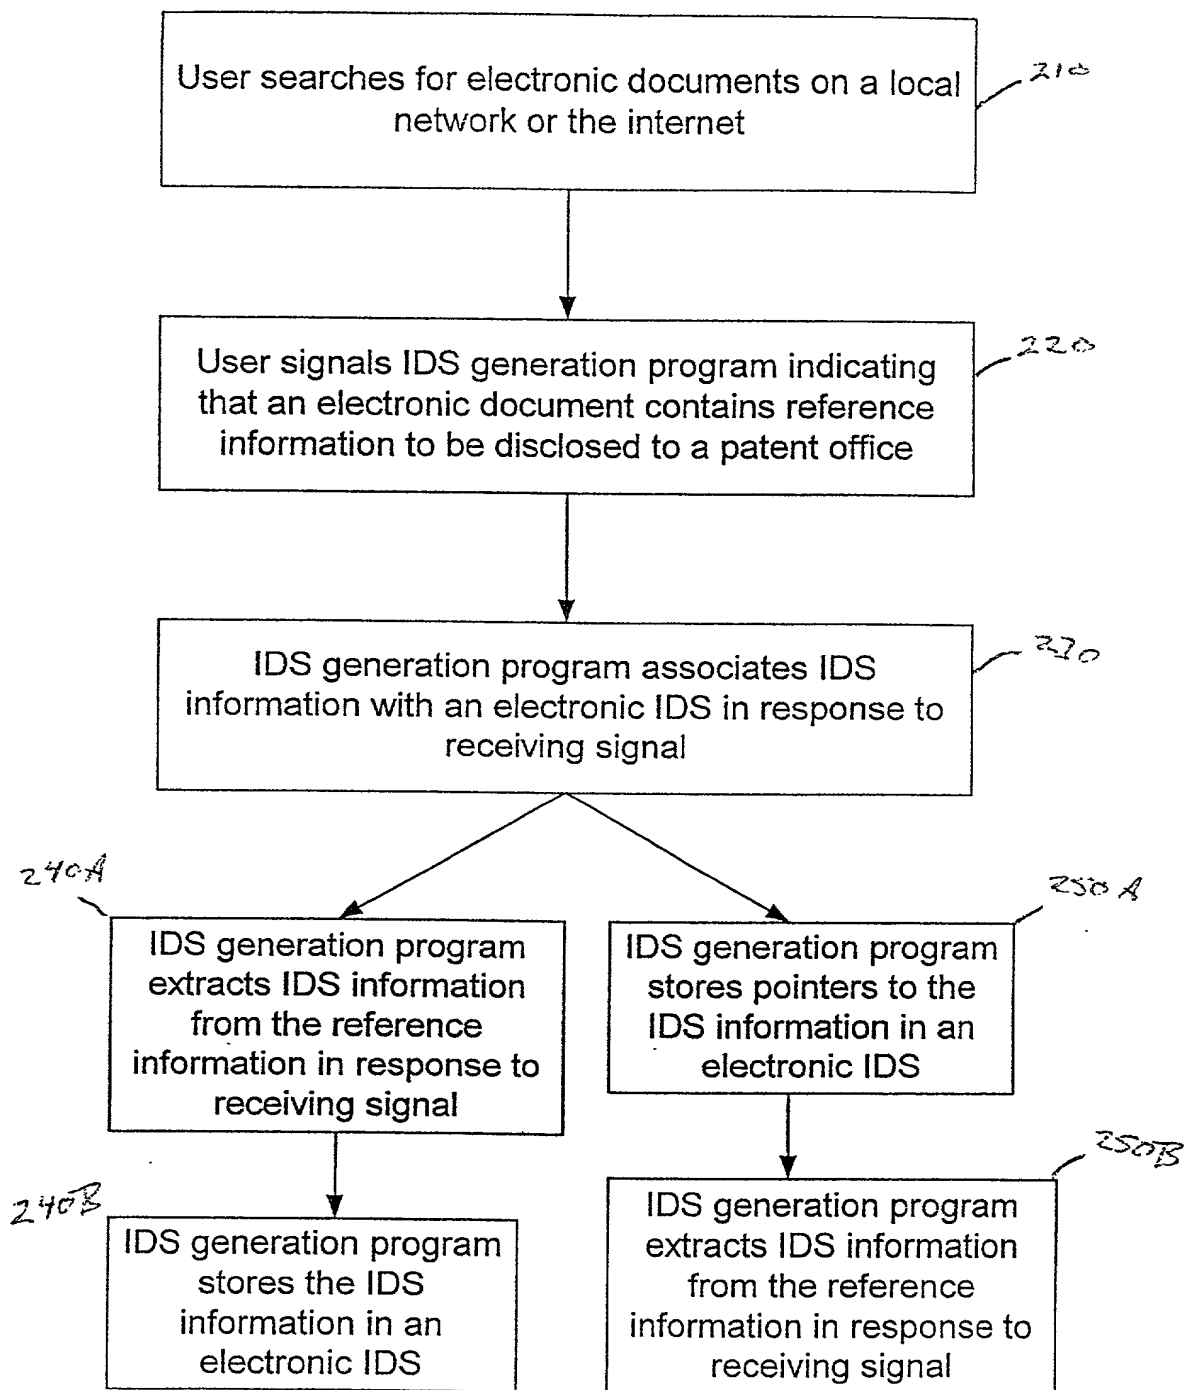 User searches for electronic documents on a local
network or the internet
210
User signals IDS generation program indicating
that an electronic document contains reference
information to be disclosed to a patent office
220
IDS generation program associates IDS
information with an electronic IDS in response to
receiving signal
230
240A
IDS generation program
extracts IDS information
from the reference
information in response to
receiving signal
250A
IDS generation program
stores pointers to the
IDS information in an
electronic IDS
240B
IDS generation program
stores the IDS
information in an
electronic IDS
250B
IDS generation program
extracts IDS information
from the reference
information in response to
receiving signal